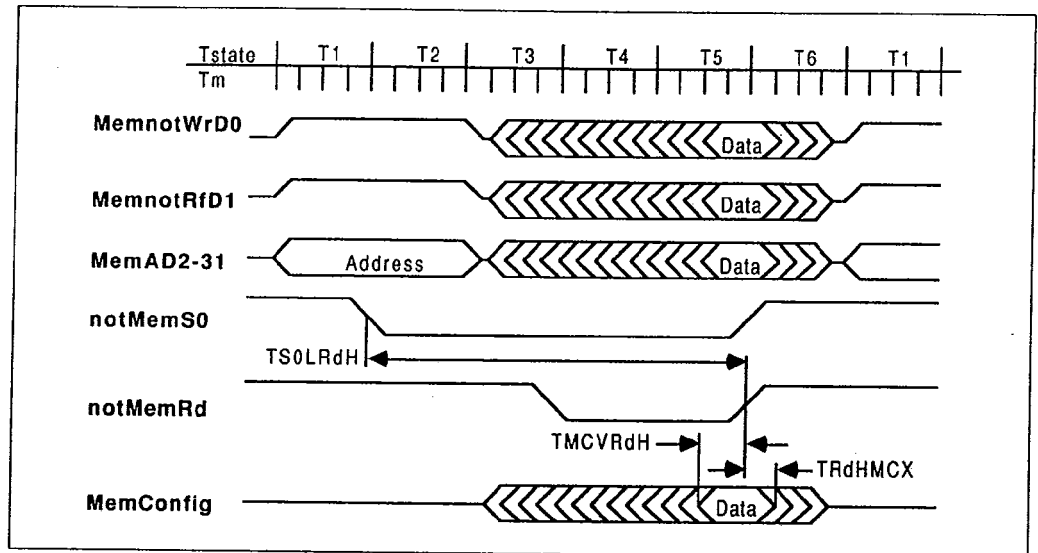 Tstate T1 T2 T3 T4 T5 T6 T1
Tm
MemnotWrD0 Data
MemnotRfD1 Data
MemAD2-31 Address Data
notMemS0
TS0LRdH
notMemRd
TMCVRdH TRdHMCX
MemConfig Data